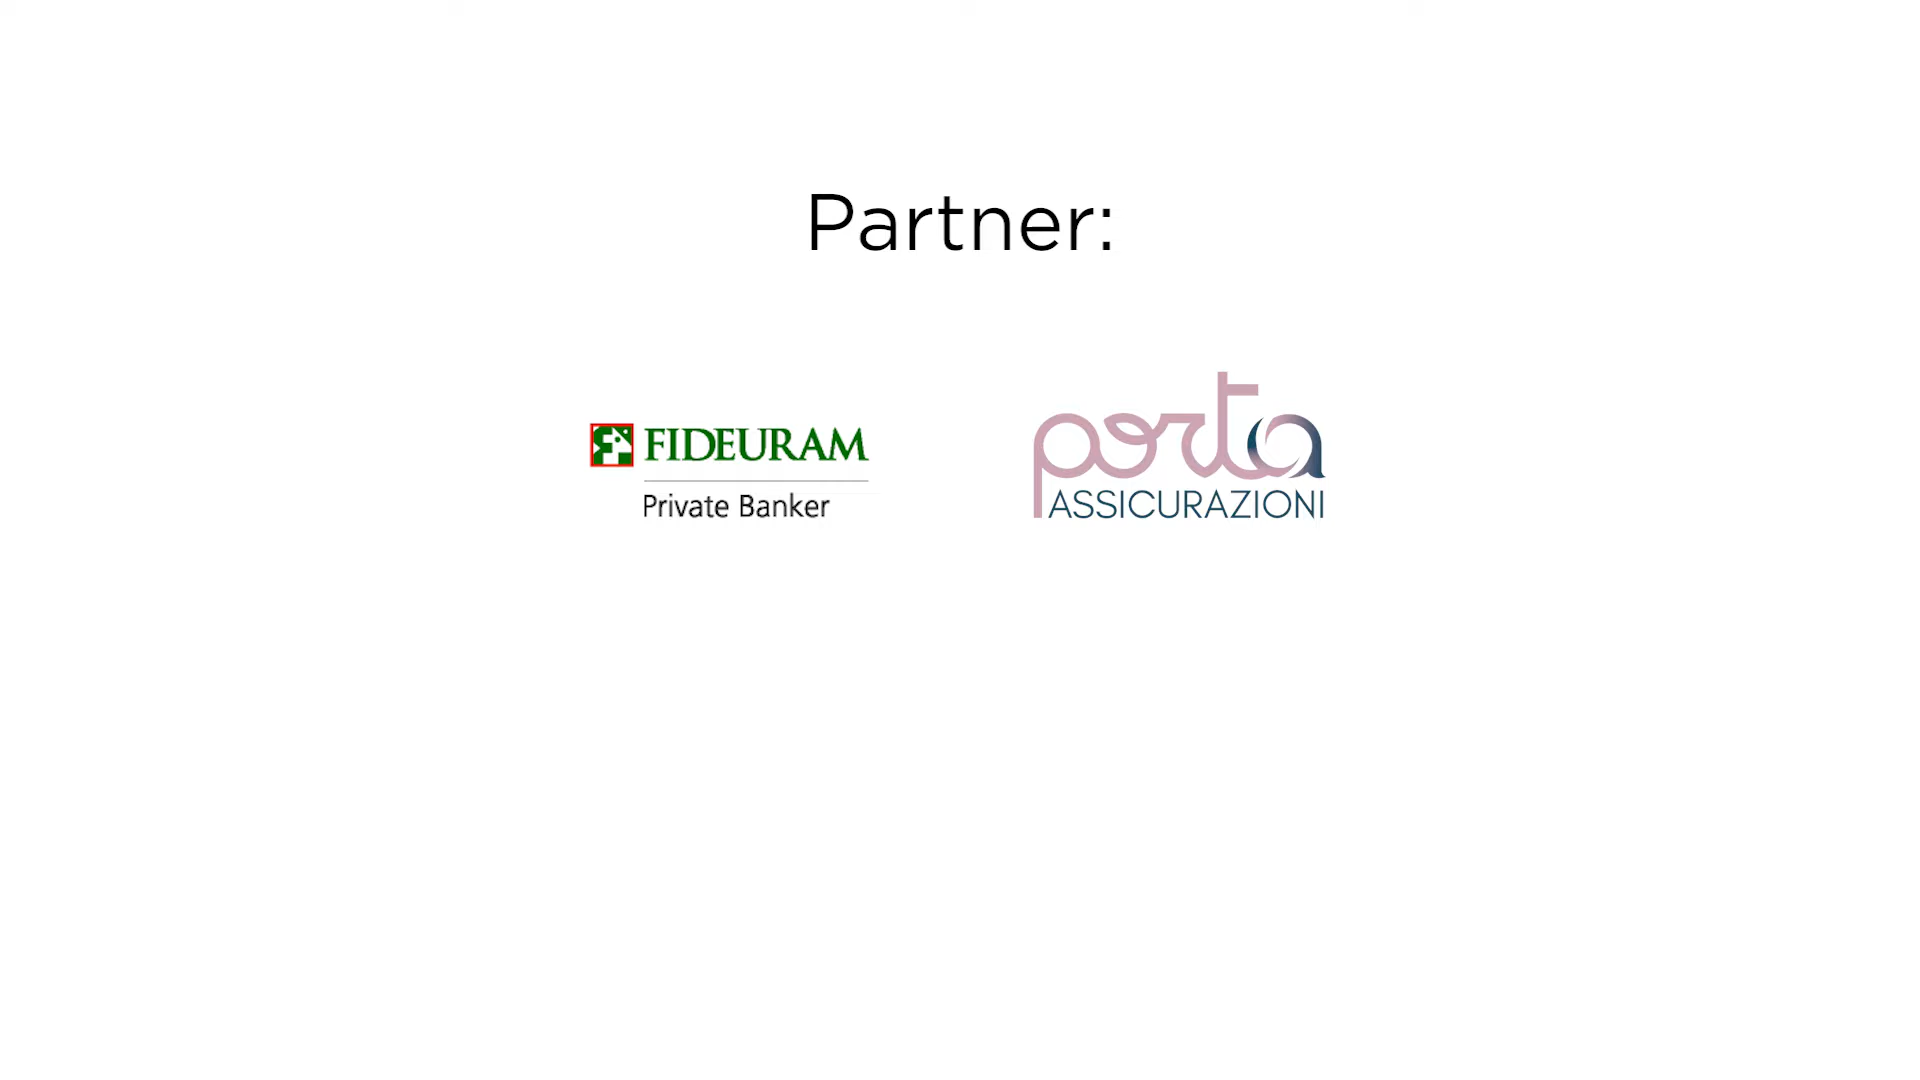 Partner:
FIDEURAM
Private Banker
porta
ASSICURAZIONI